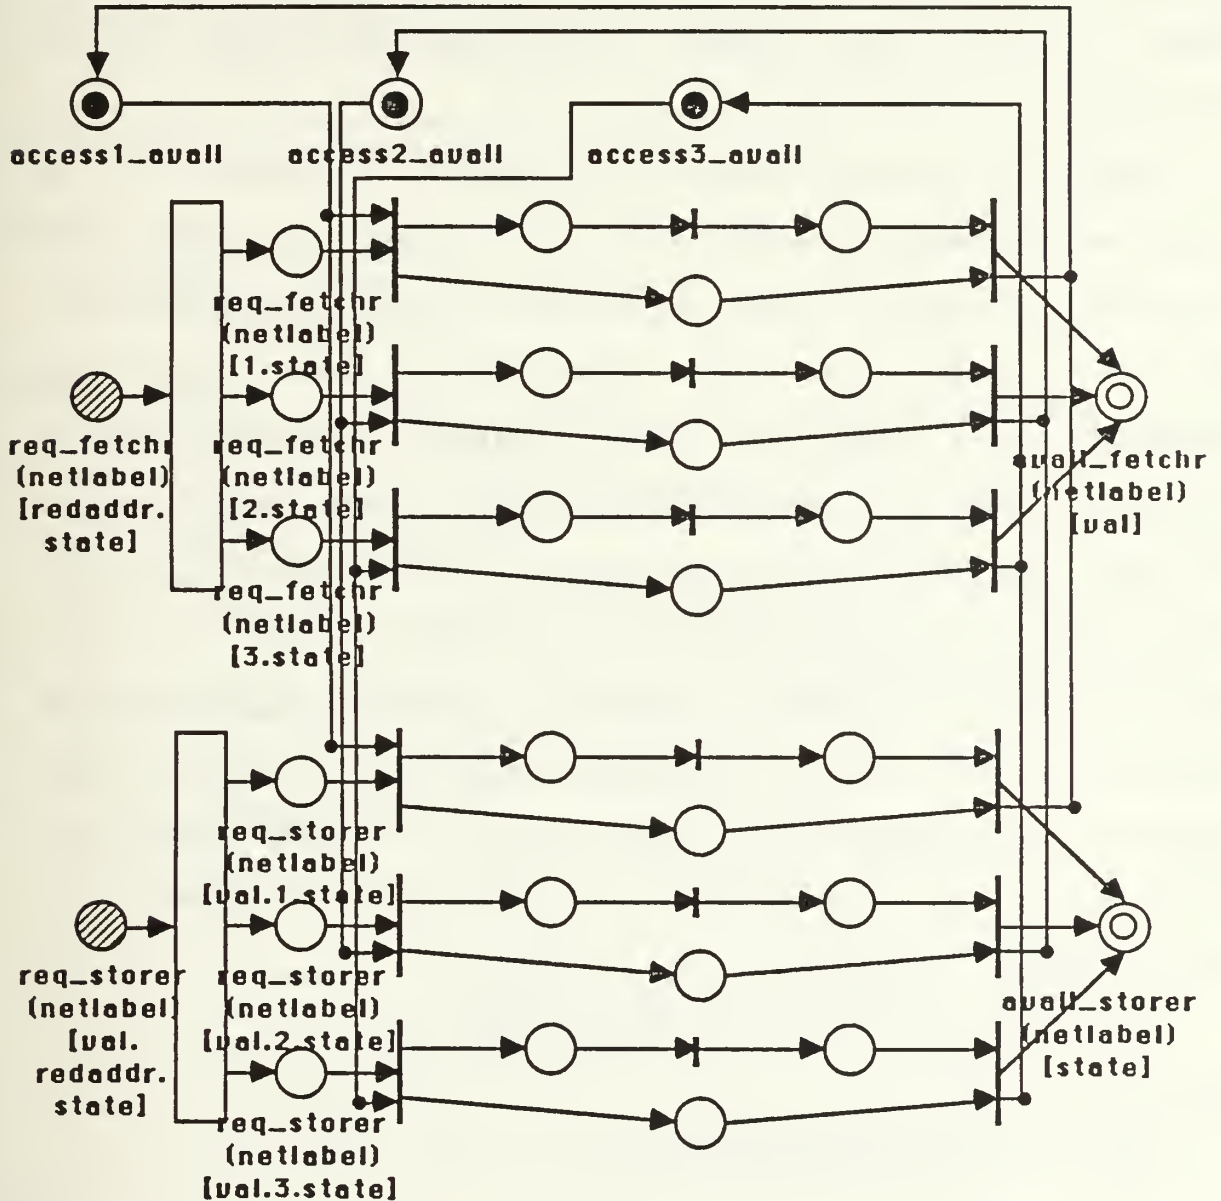 access1_avail
access2_avail
access3_avail
req_fetchr
(netlabel)
[redaddr.
state]
req_fetchr
(netlabel)
[1.state]
req_fetchr
(netlabel)
[2.state]
req_fetchr
(netlabel)
[3.state]
avail_fetchr
(netlabel)
[val]
req_storer
(netlabel)
[val.
redaddr.
state]
req_storer
(netlabel)
[val.1.state]
req_storer
(netlabel)
[val.2.state]
req_storer
(netlabel)
[val.3.state]
avail_storer
(netlabel)
[state]